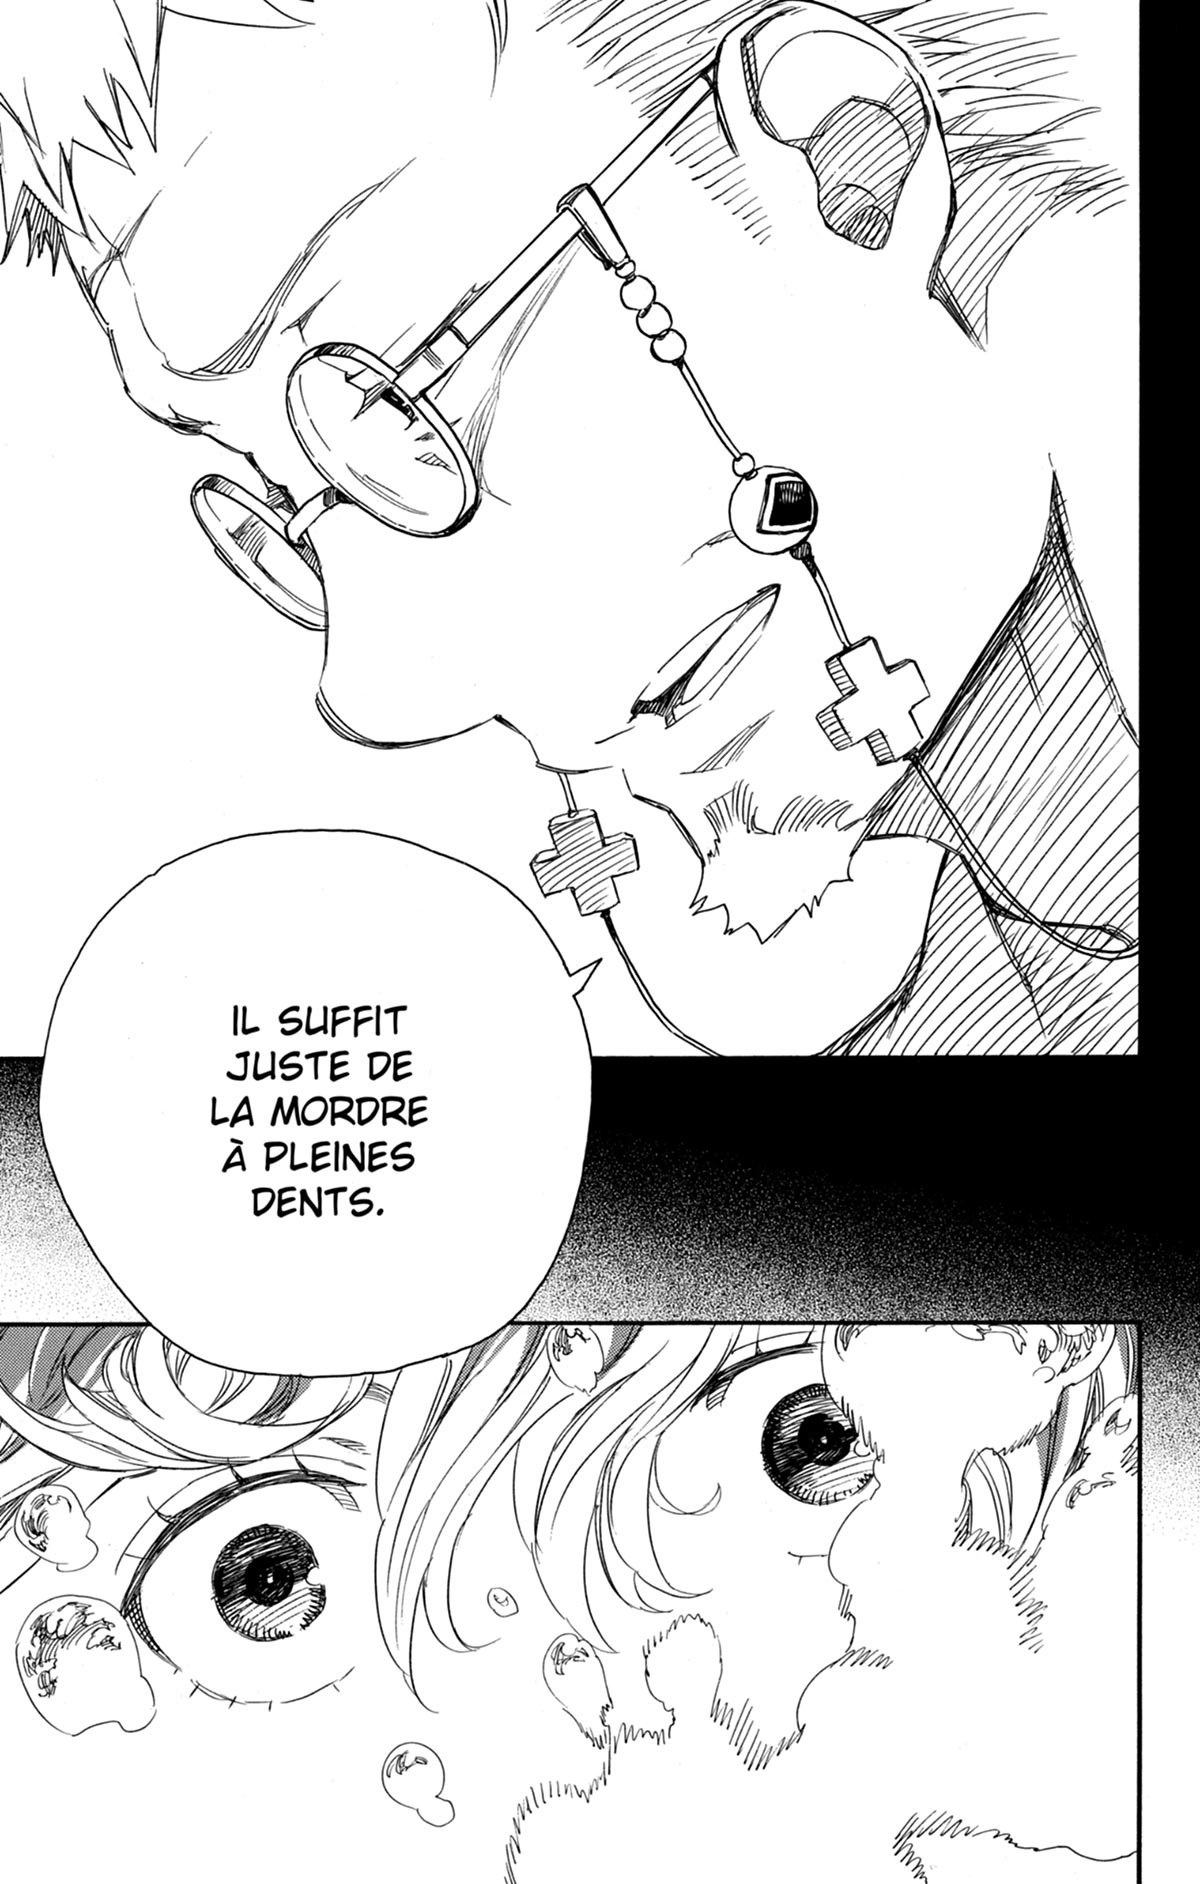 IL SUFFIT
JUSTE DE
LA MORDRE
À PLEINES
DENTS.